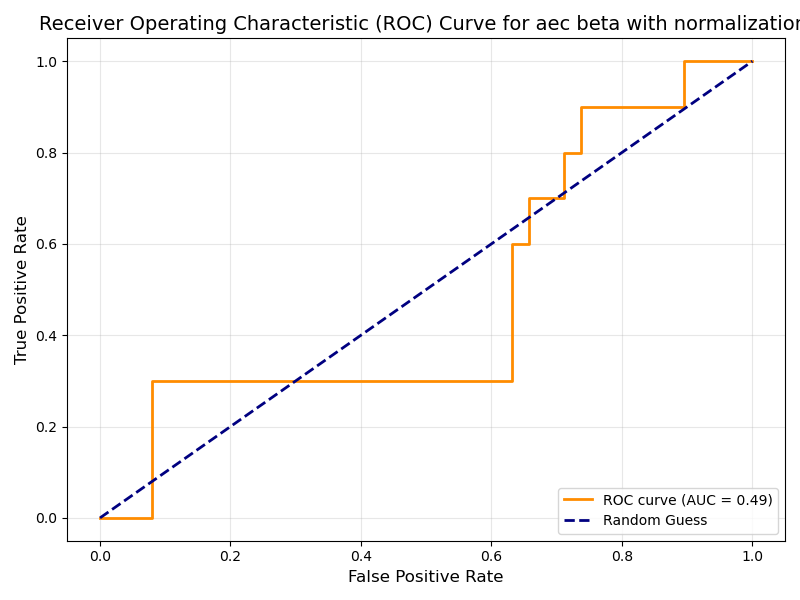 Receiver Operating Characteristic (ROC) Curve for aec beta with normalization
True Positive Rate
1.0
0.8
0.6
0.4
0.2
0.0
ROC curve (AUC = 0.49)
Random Guess
0.0 0.2 0.4 0.6 0.8 1.0
False Positive Rate